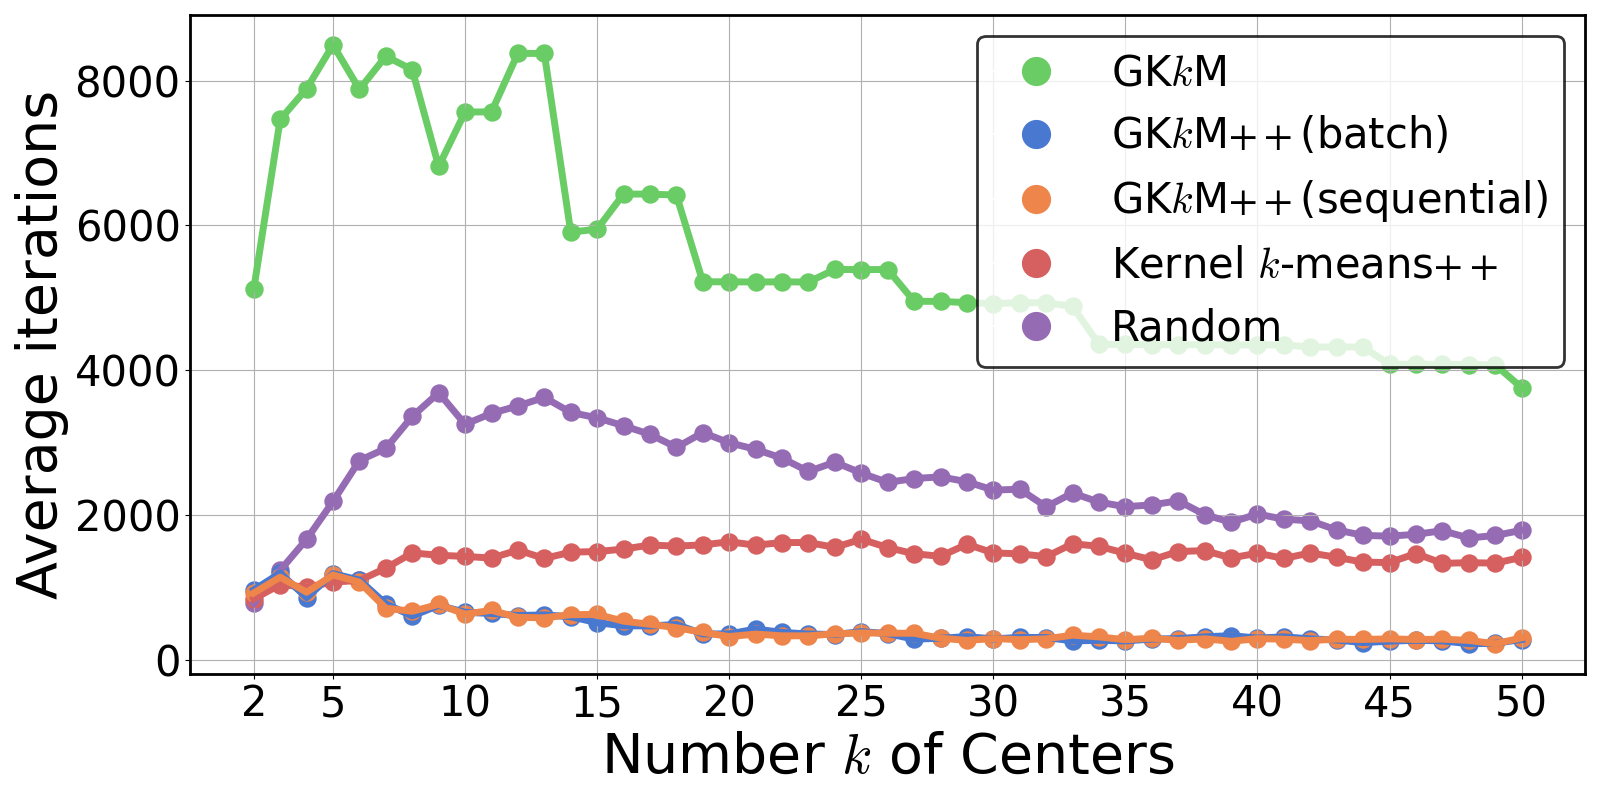 Average iterations
8000
6000
4000
2000
0
GKkM
GKkM++(batch)
GKkM++(sequential)
Kernel k-means++
Random
2 5 10 15 20 25 30 35 40 45 50
Number k of Centers